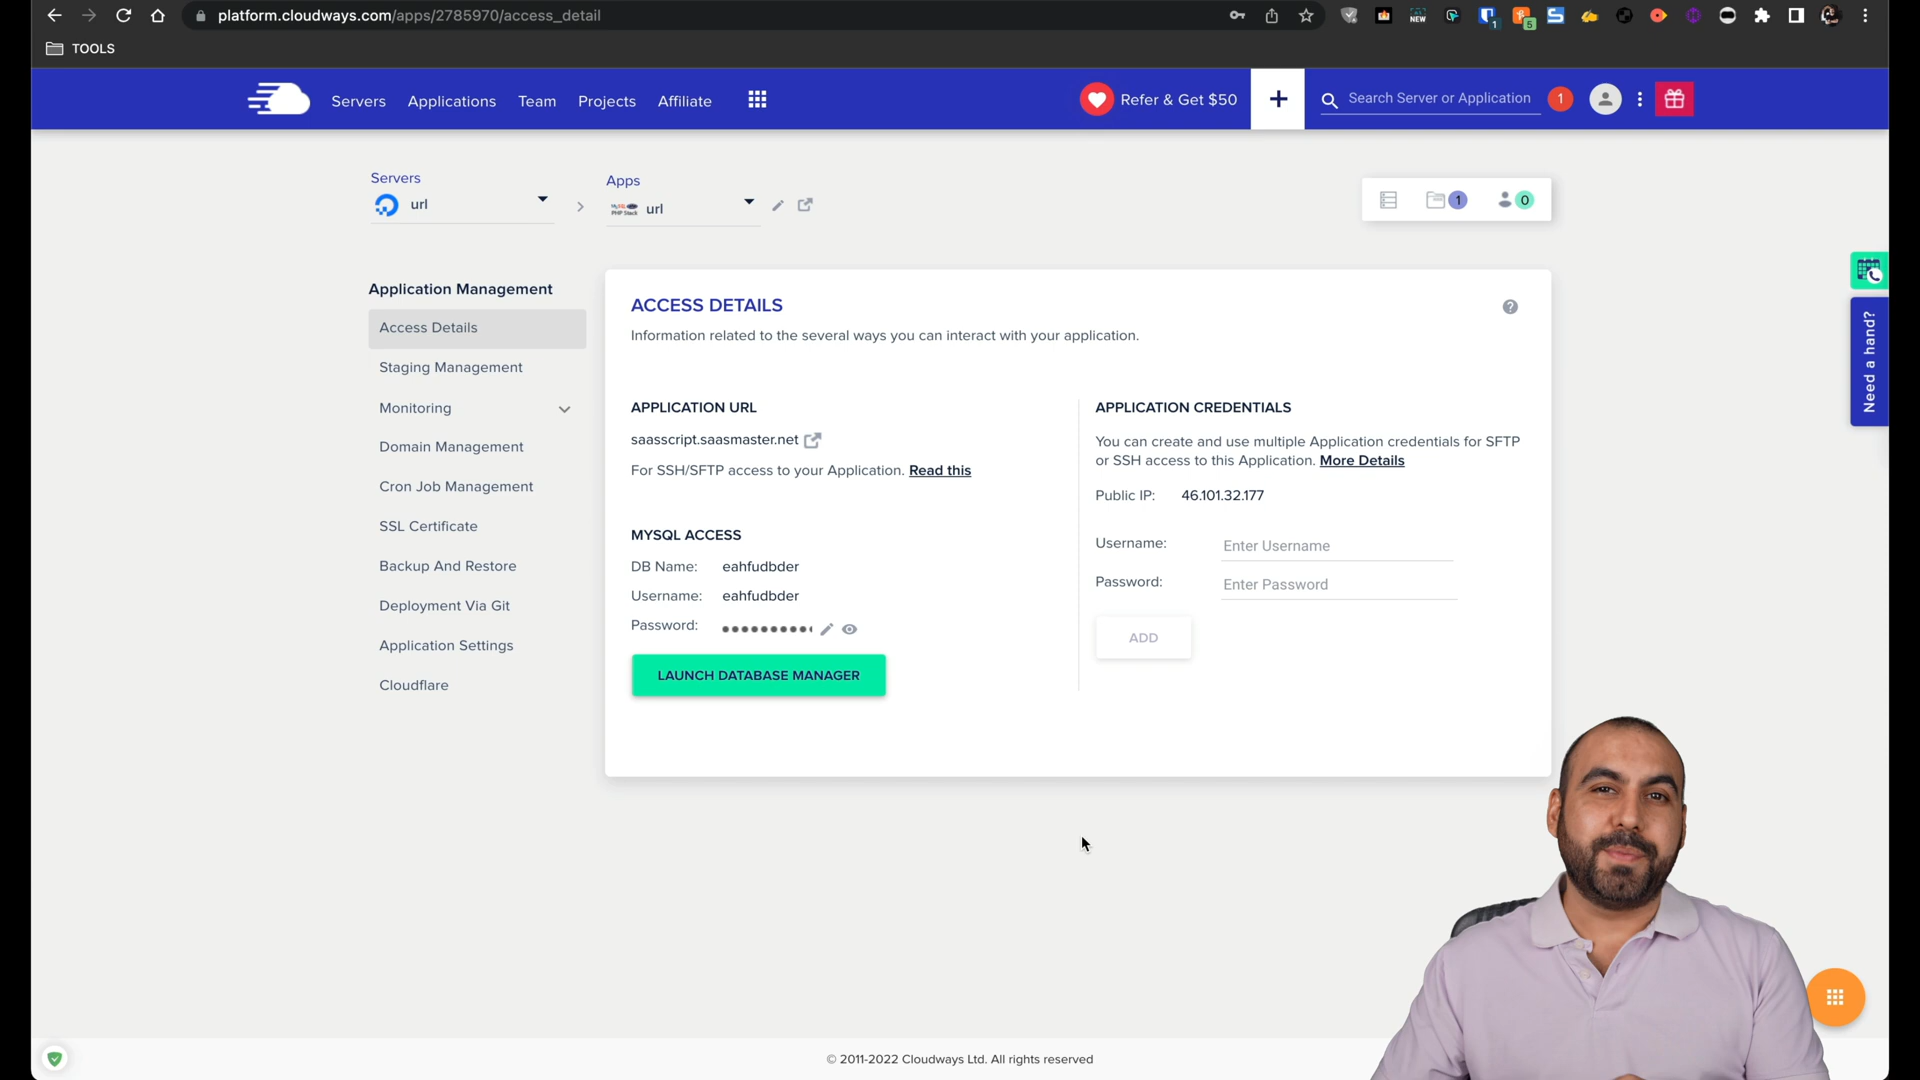 platform.cloudways.com/apps/2785970/access_detail
NEW
1
5
TOOLS
Servers
Applications
Team
Projects
Affiliate
Refer & Get $50
+
Search Server or Application
1
Servers
url
Apps
url
1
0
Need a hand?
Application Management
Access Details
Staging Management
Monitoring
Domain Management
Cron Job Management
SSL Certificate
Backup And Restore
Deployment Via Git
Application Settings
Cloudflare
ACCESS DETAILS
Information related to the several ways you can interact with your application.
APPLICATION URL
saasscript.saasmaster.net
For SSH/SFTP access to your Application. Read this
MYSQL ACCESS
DB Name: eahfudbder
Username: eahfudbder
Password:
LAUNCH DATABASE MANAGER
APPLICATION CREDENTIALS
You can create and use multiple Application credentials for SFTP
or SSH access to this Application. More Details
Public IP: 46.101.32.177
Username: Enter Username
Password: Enter Password
ADD
© 2011-2022 Cloudways Ltd. All rights reserved